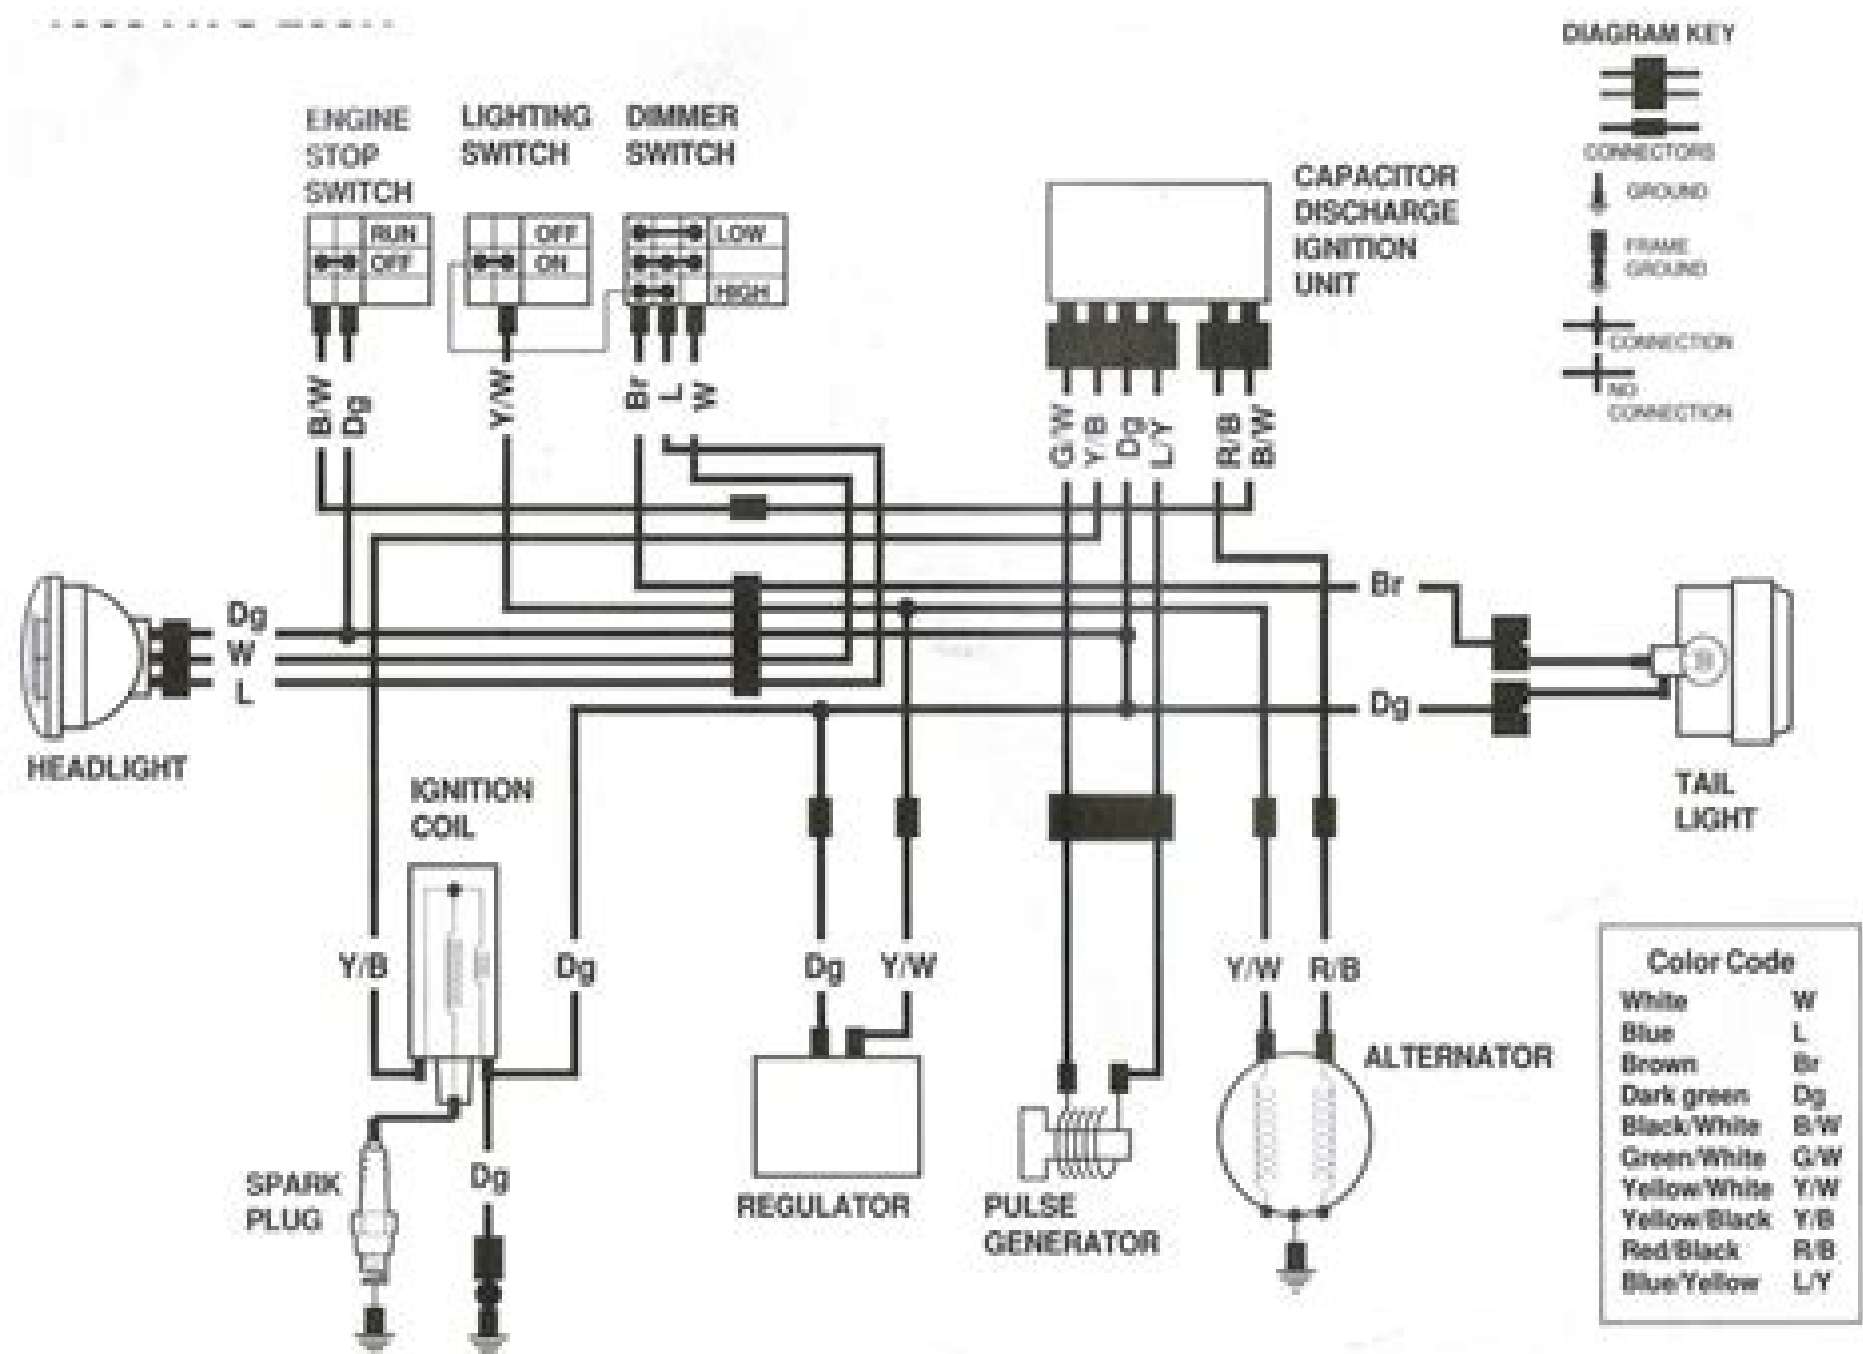 DIAGRAM KEY
CONNECTORS
GROUND
FRAME
GROUND
CONNECTION
NO
CONNECTION
ENGINE
STOP
SWITCH
RUN
OFF
LIGHTING
SWITCH
OFF
ON
DIMMER
SWITCH
LOW
HIGH
CAPACITOR
DISCHARGE
IGNITION
UNIT
B/W
Dg
Y/W
Br
L
W
G/W
Y/B
Dg
L/Y
R/B
B/W
Dg
W
L
HEADLIGHT
Br
Dg
TAIL
LIGHT
IGNITION
COIL
Y/B
Dg
Dg
Y/W
Y/W
R/B
ALTERNATOR
SPARK
PLUG
Dg
REGULATOR
PULSE
GENERATOR
Color Code
White W
Blue L
Brown Br
Dark green Dg
Black/White B/W
Green/White G/W
Yellow/White Y/W
Yellow/Black Y/B
Red/Black R/B
Blue/Yellow L/Y